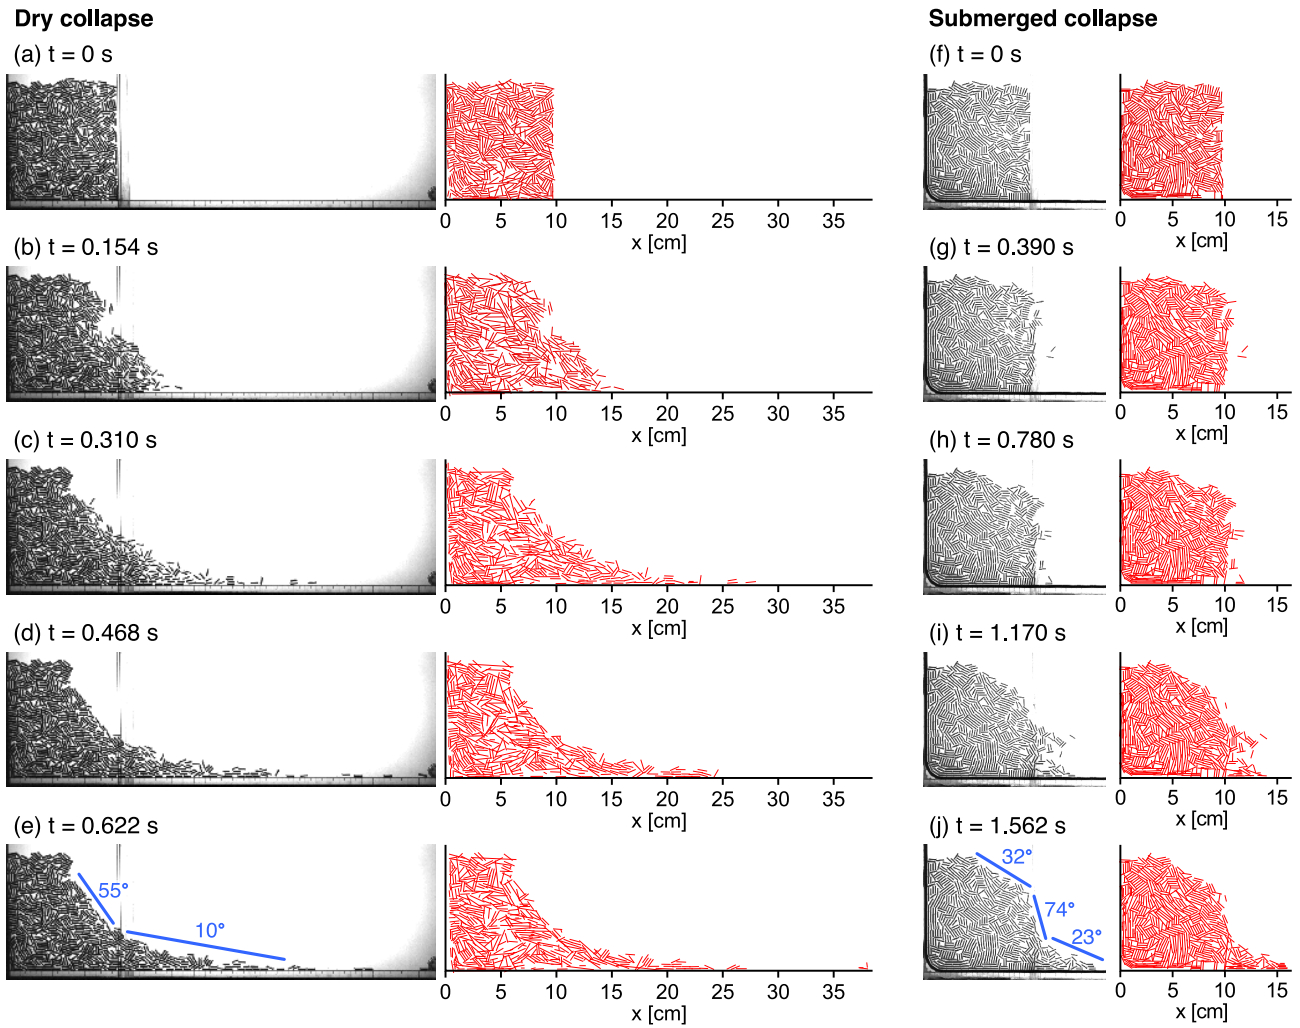 Dry collapse
Submerged collapse
(a) t = 0 s
0 5 10 15 20 25 30 35
x [cm]
(f) t = 0 s
0 5 10 15
x [cm]
(b) t = 0.154 s
0 5 10 15 20 25 30 35
x [cm]
(g) t = 0.390 s
0 5 10 15
x [cm]
(c) t = 0.310 s
0 5 10 15 20 25 30 35
x [cm]
(h) t = 0.780 s
0 5 10 15
x [cm]
(d) t = 0.468 s
0 5 10 15 20 25 30 35
x [cm]
(i) t = 1.170 s
0 5 10 15
x [cm]
(e) t = 0.622 s
55°
10°
0 5 10 15 20 25 30 35
x [cm]
(j) t = 1.562 s
32°
74°
23°
0 5 10 15
x [cm]